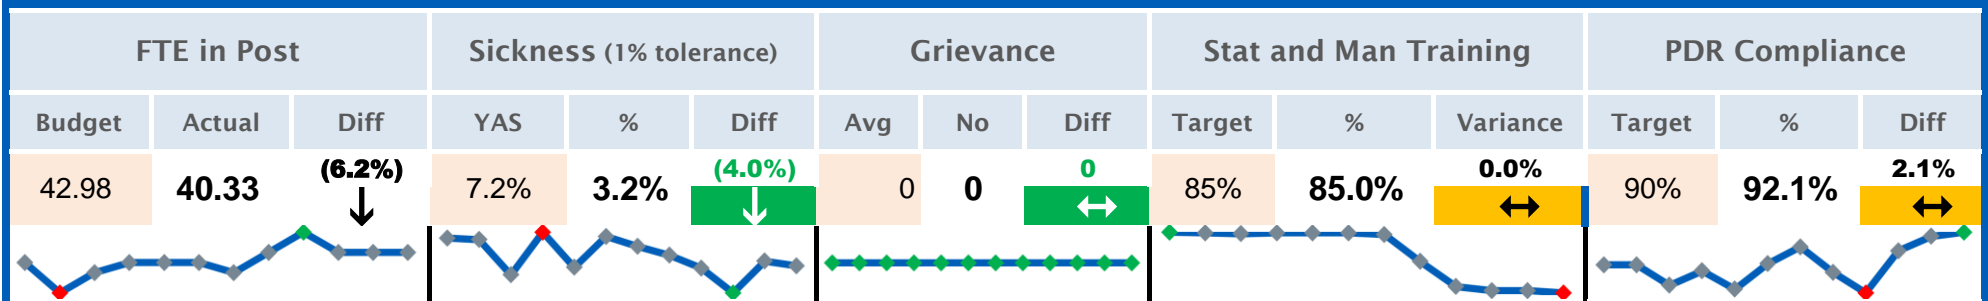 FTE in Post Sickness (1% tolerance) Grievance Stat and Man Training PDR Compliance
Budget Actual Diff YAS % Diff Avg No Diff Target % Variance Target % Diff
42.98 40.33 (6.2%) 7.2% 3.2% (4.0%) 0 0 0 85% 85.0% 0.0% 90% 92.1% 2.1%